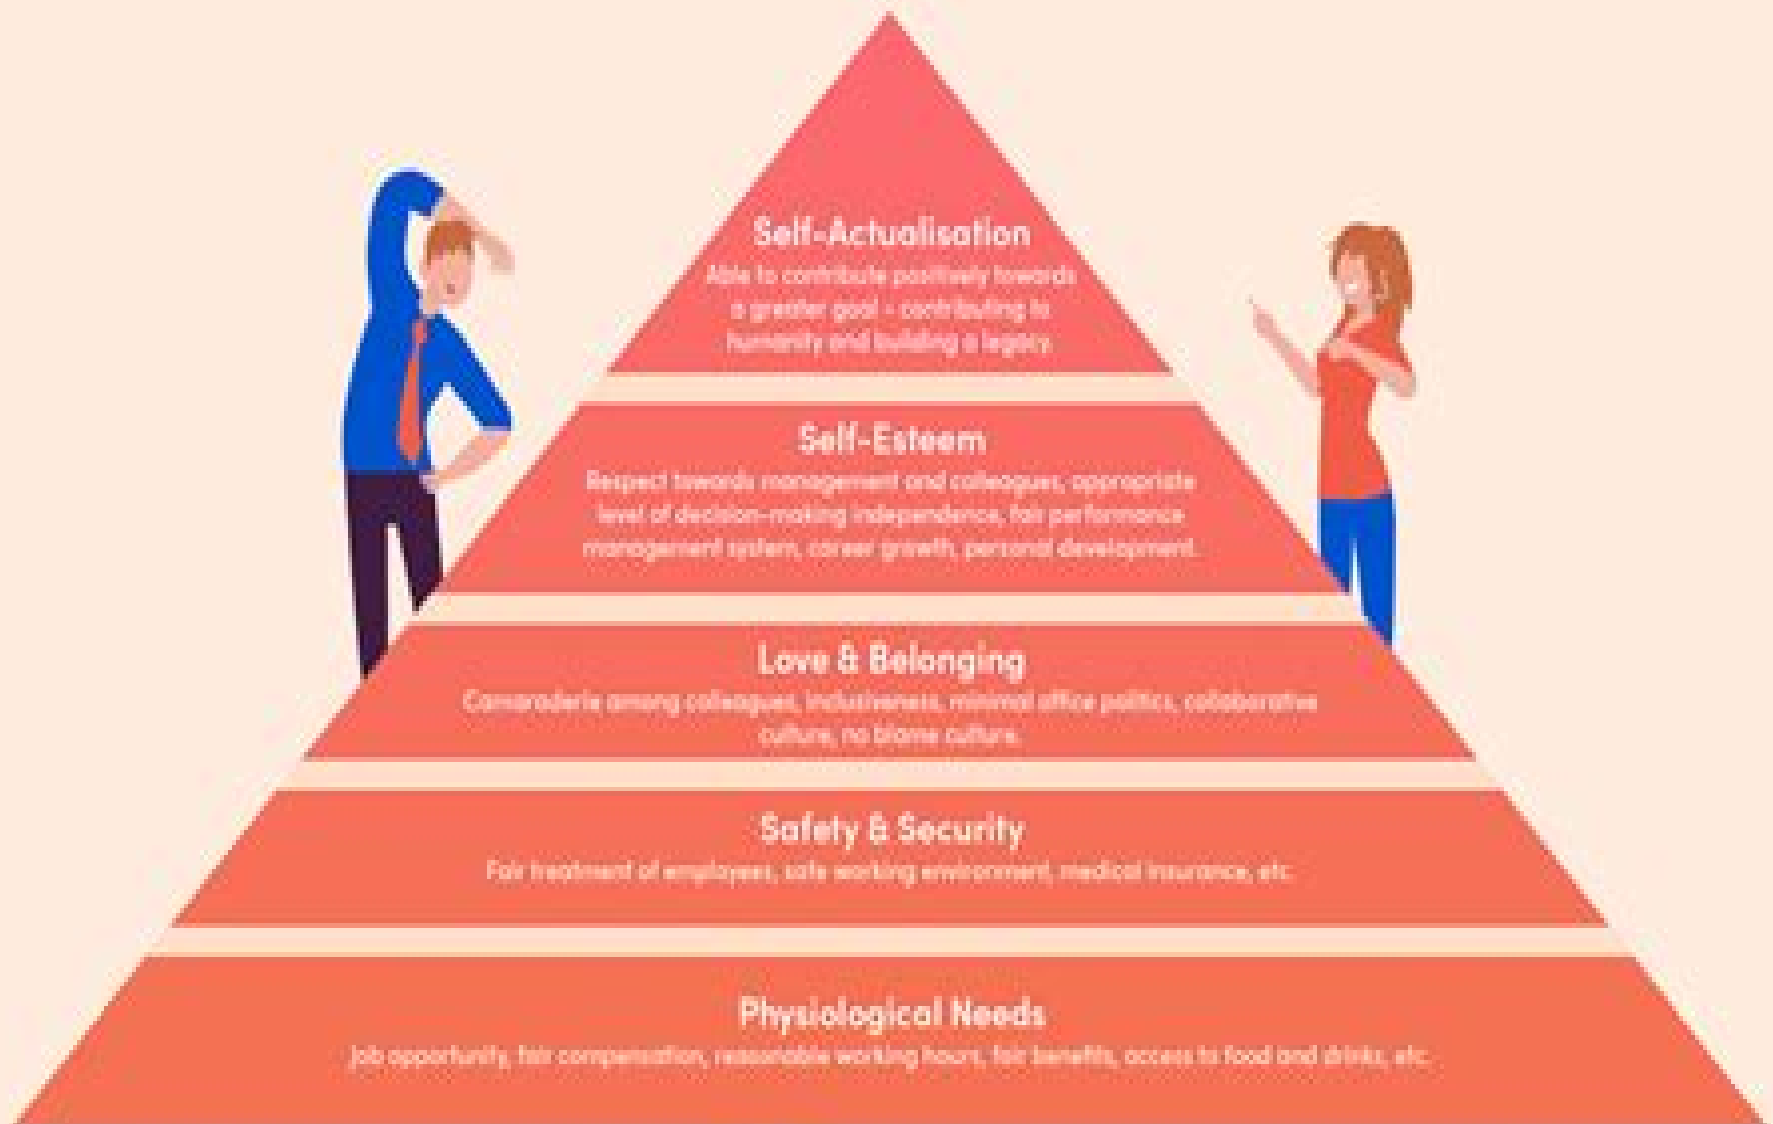 Self-Actualisation
Able to contribute positively towards
a greater goal - contributing to
humanity and building a legacy.
Self-Esteem
Respect towards management and colleagues, appropriate
level of decision-making independence, fair performance
management system, career growth, personal development.
Love & Belonging
Camaraderie among colleagues, inclusiveness, minimal office politics, collaborative
culture, no blame culture.
Safety & Security
Fair treatment of employees, safe working environment, medical insurance, etc.
Physiological Needs
Job opportunity, fair compensation, reasonable working hours, fair benefits, access to food and drinks, etc.